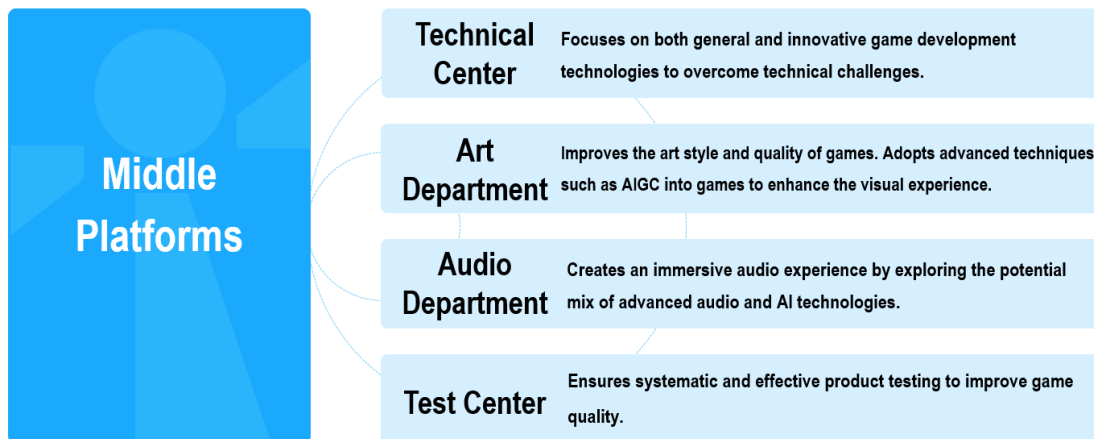 Middle
Platforms
Technical
Center
Focuses on both general and innovative game development
technologies to overcome technical challenges.
Art
Department
Improves the art style and quality of games. Adopts advanced techniques
such as AIGC into games to enhance the visual experience.
Audio
Department
Creates an immersive audio experience by exploring the potential
mix of advanced audio and AI technologies.
Test Center
Ensures systematic and effective product testing to improve game
quality.